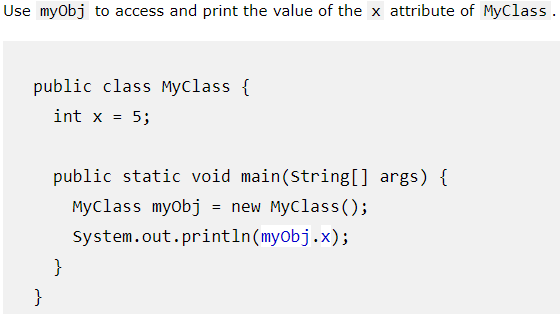 Use myObj to access and print the value of the x attribute of MyClass.
public class MyClass {
int x = 5;
public static void main(String[] args) {
MyClass myObj = new MyClass();
System.out.println(myObj.x);
}
}